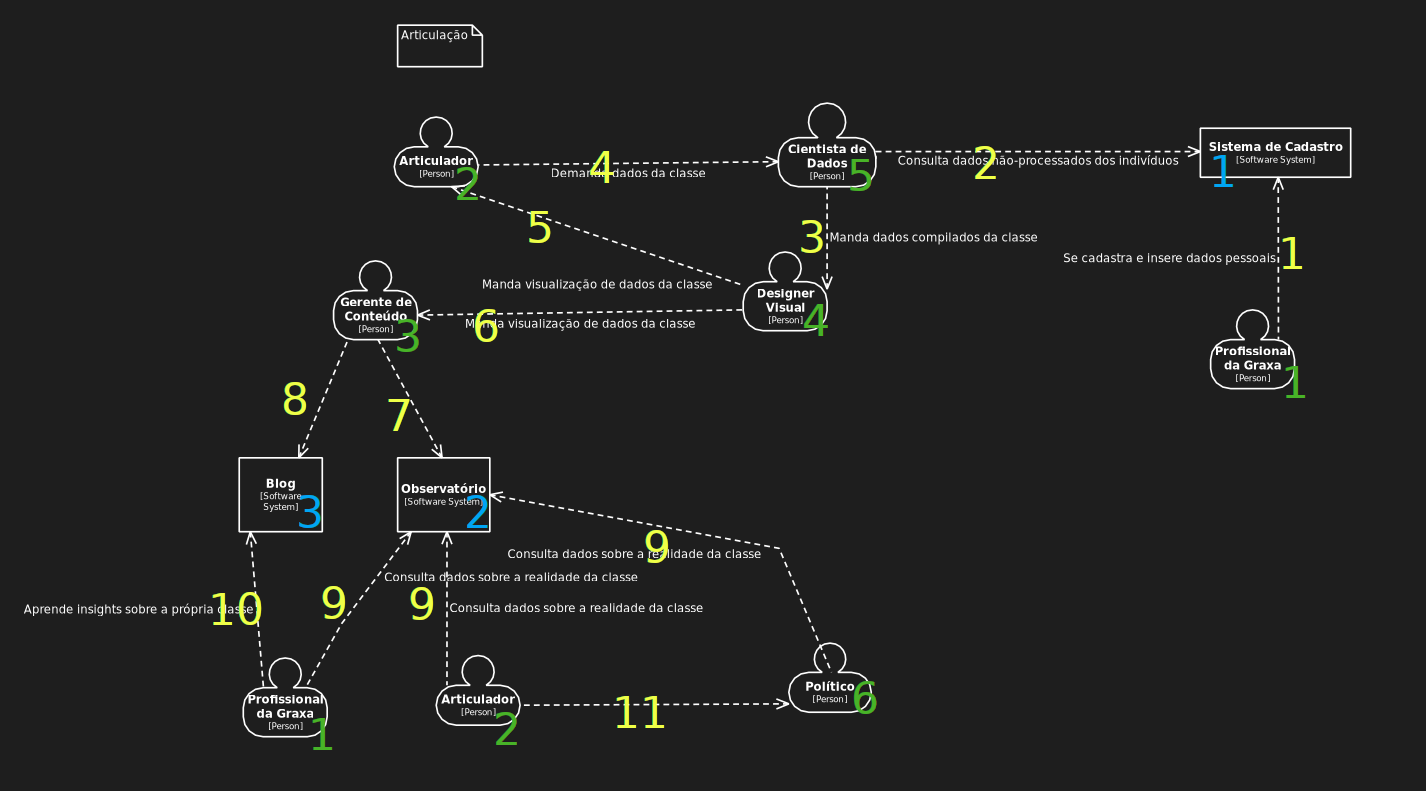 Articulação
Articulador
[Person]
2
4
Demanda dados da classe
Cientista de
Dados
[Person]
5
2
Consulta dados não-processados dos indivíduos
Sistema de Cadastro
[Software System]
1
5
Manda visualização de dados da classe
3
Manda dados compilados da classe
Se cadastra e insere dados pessoais
1
Gerente de
Conteúdo
[Person]
3
6
Manda visualização de dados da classe
Designer
Visual
[Person]
4
Profissional
da Graxa
[Person]
1
8
7
Blog
[Software
System]
3
Observatório
[Software System]
2
9
Consulta dados sobre a realidade da classe
Consulta dados sobre a realidade da classe
Aprende insights sobre a própria classe
10
9
9
Consulta dados sobre a realidade da classe
Profissional
da Graxa
[Person]
1
Articulador
[Person]
2
11
Político
[Person]
6